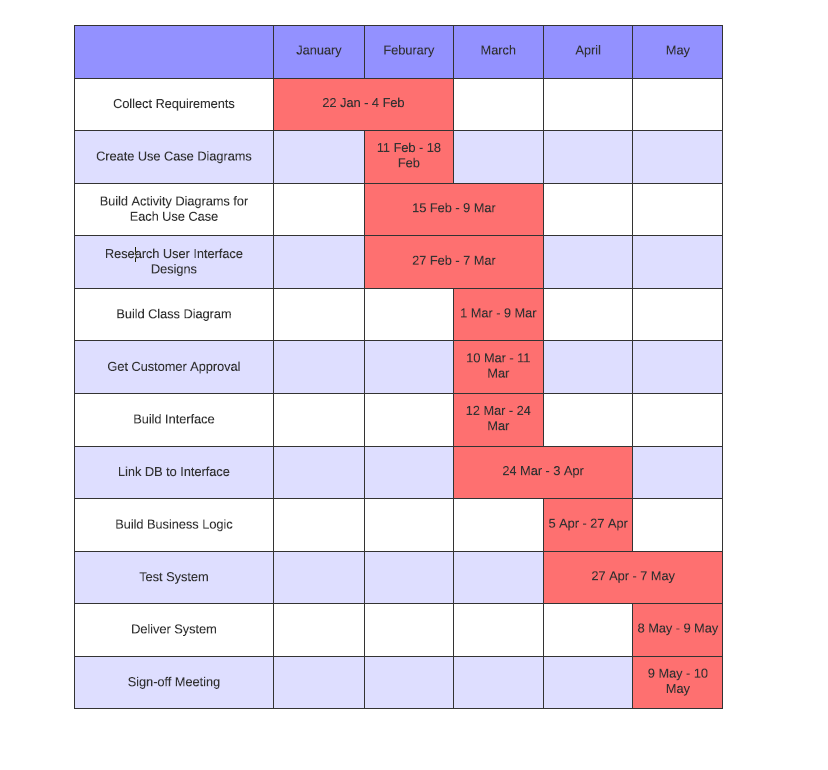 January Feburary March April May
Collect Requirements 22 Jan - 4 Feb
Create Use Case Diagrams 11 Feb - 18
Feb
Build Activity Diagrams for
Each Use Case 15 Feb - 9 Mar
Research User Interface
Designs 27 Feb - 7 Mar
Build Class Diagram 1 Mar - 9 Mar
Get Customer Approval 10 Mar - 11
Mar
Build Interface 12 Mar - 24
Mar
Link DB to Interface 24 Mar - 3 Apr
Build Business Logic 5 Apr - 27 Apr
Test System 27 Apr - 7 May
Deliver System 8 May - 9 May
Sign-off Meeting 9 May - 10
May